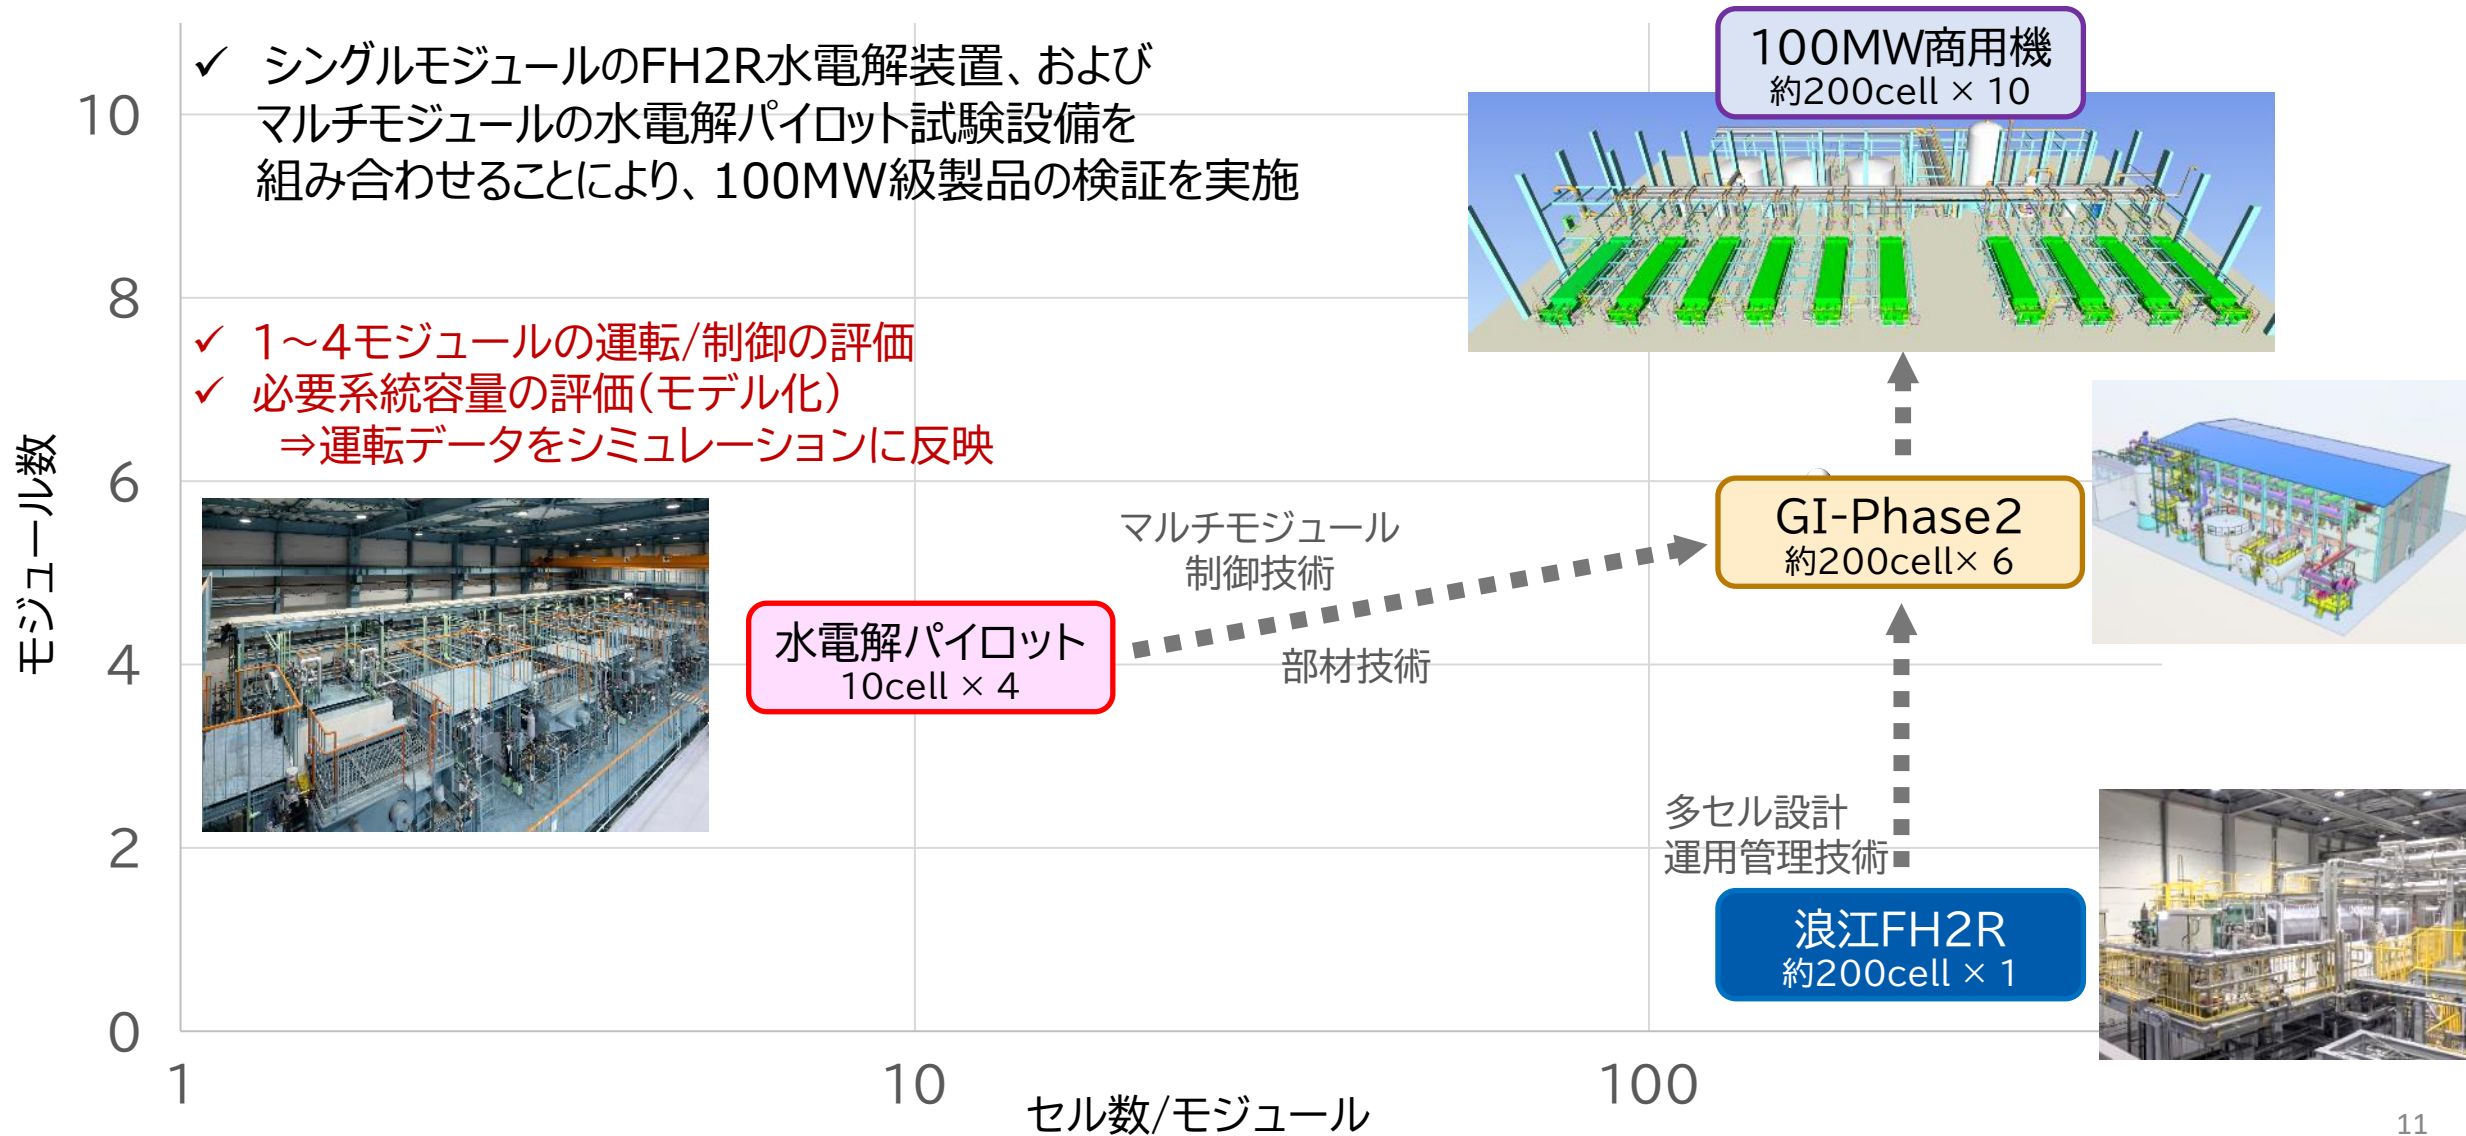 ✓ シングルモジュールのFH2R水電解装置、および
マルチモジュールの水電解パイロット試験設備を
組み合わせることにより、100MW級製品の検証を実施
✓ 1～4モジュールの運転/制御の評価
✓ 必要系統容量の評価(モデル化)
⇒運転データをシミュレーションに反映
100MW商用機
約200cell × 10
GI-Phase2
約200cell× 6
マルチモジュール
制御技術
部材技術
水電解パイロット
10cell × 4
多セル設計
運用管理技術
浪江FH2R
約200cell × 1
モジュール数
10
8
6
4
2
0
1
10
100
セル数/モジュール
11